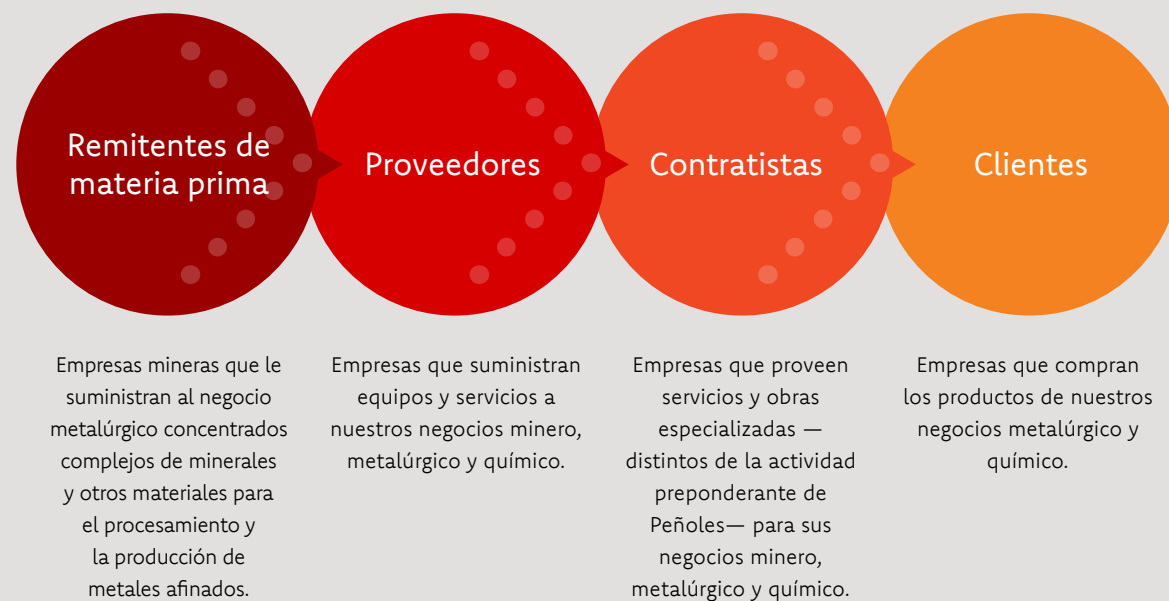 Remitentes de
materia prima
Proveedores
Contratistas
Clientes
Empresas mineras que le
suministran al negocio
metalúrgico concentrados
complejos de minerales
y otros materiales para
el procesamiento y
la producción de
metales afinados.
Empresas que suministran
equipos y servicios a
nuestros negocios minero,
metalúrgico y químico.
Empresas que proveen
servicios y obras
especializadas —
distintos de la actividad
preponderante de
Peñoles— para sus
negocios minero,
metalúrgico y químico.
Empresas que compran
los productos de nuestros
negocios metalúrgico y
químico.